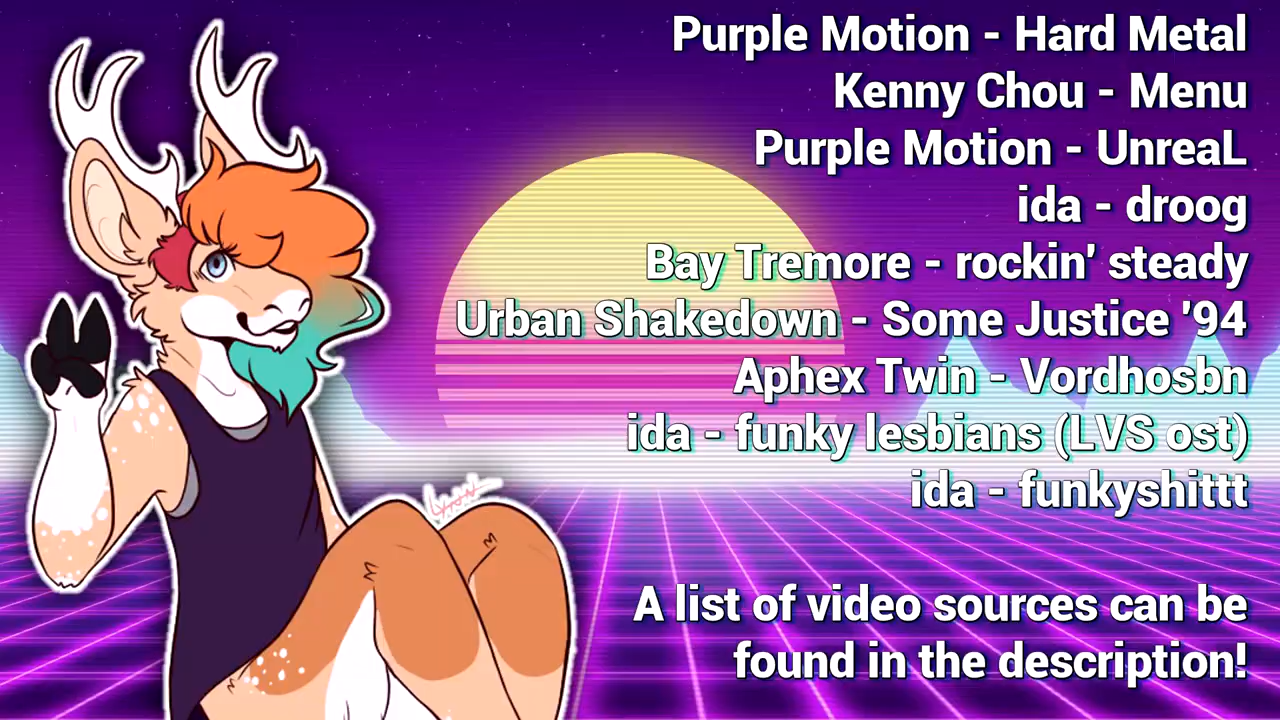 Purple Motion - Hard Metal
Kenny Chou - Menu
Purple Motion - UnreaL
ida - droog
Bay Tremore - rockin' steady
Urban Shakedown - Some Justice '94
Aphex Twin - Vordhosbn
ida - funky lesbians (LVS ost)
ida - funkyshittt
A list of video sources can be
found in the description!